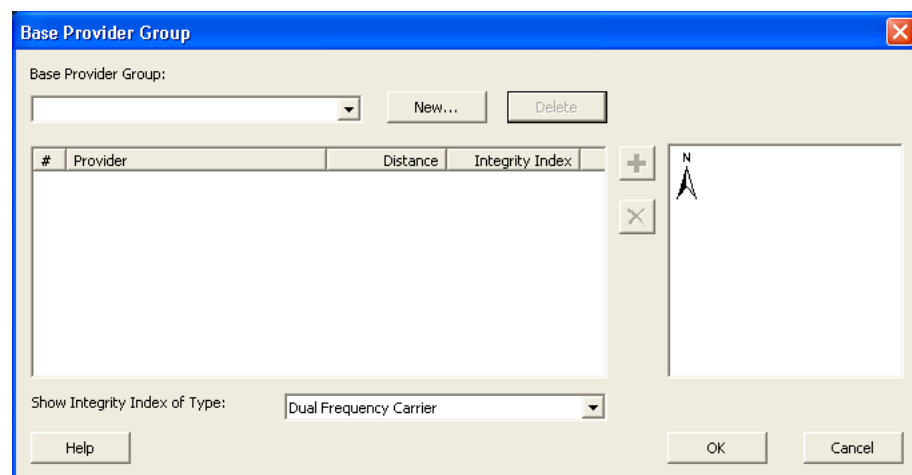 Base Provider Group
Base Provider Group:
New... Delete
# Provider Distance Integrity Index
N
Show Integrity Index of Type: Dual Frequency Carrier
Help OK Cancel